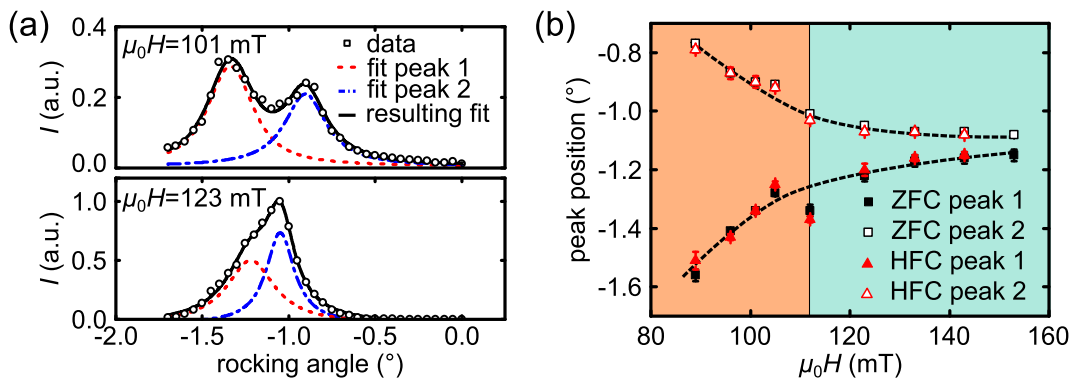 (a)
μ₀H=101 mT
data
fit peak 1
fit peak 2
resulting fit
I (a.u.)
0.4
0.2
0.0
μ₀H=123 mT
I (a.u.)
1.0
0.5
0.0
-2.0 -1.5 -1.0 -0.5 0.0
rocking angle (°)
(b)
peak position (°)
-0.8
-1.0
-1.2
-1.4
-1.6
ZFC peak 1
ZFC peak 2
HFC peak 1
HFC peak 2
80 100 120 140 160
μ₀H (mT)